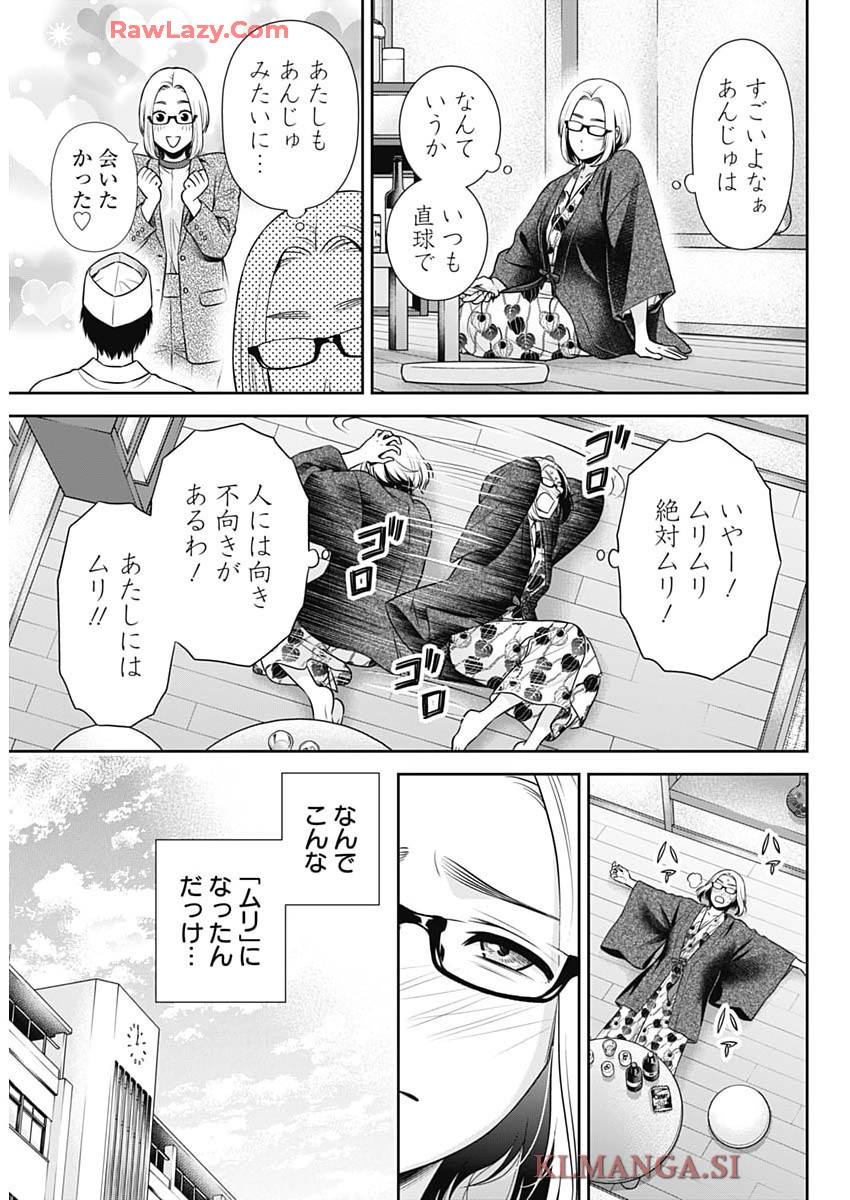 RawLazy.Com
すごいよなぁ
あんじゅは
なんて
いうか
いつも
直球で
あたしも
あんじゅ
みたいに…
会いた
かった♡
いやー!
ムリムリ
絶対ムリ!
ゴロ
ゴロ
人には向き
不向きが
あるわ!
あたしには
ムリ!!
ハァ
ハァ
ハァ
なんで
こんな
「ムリ」に
なったん
だっけ…
KLMANGA.SI